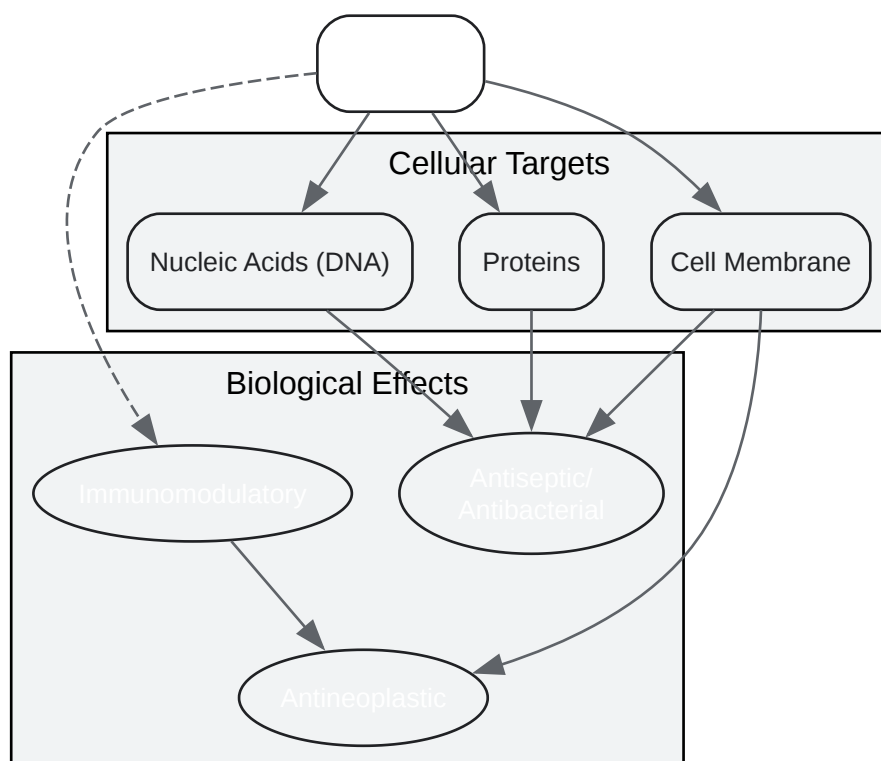 Cellular Targets
Nucleic Acids (DNA)
Proteins
Cell Membrane
Biological Effects
Immunomodulatory
Antiseptic/
Antibacterial
Antineoplastic